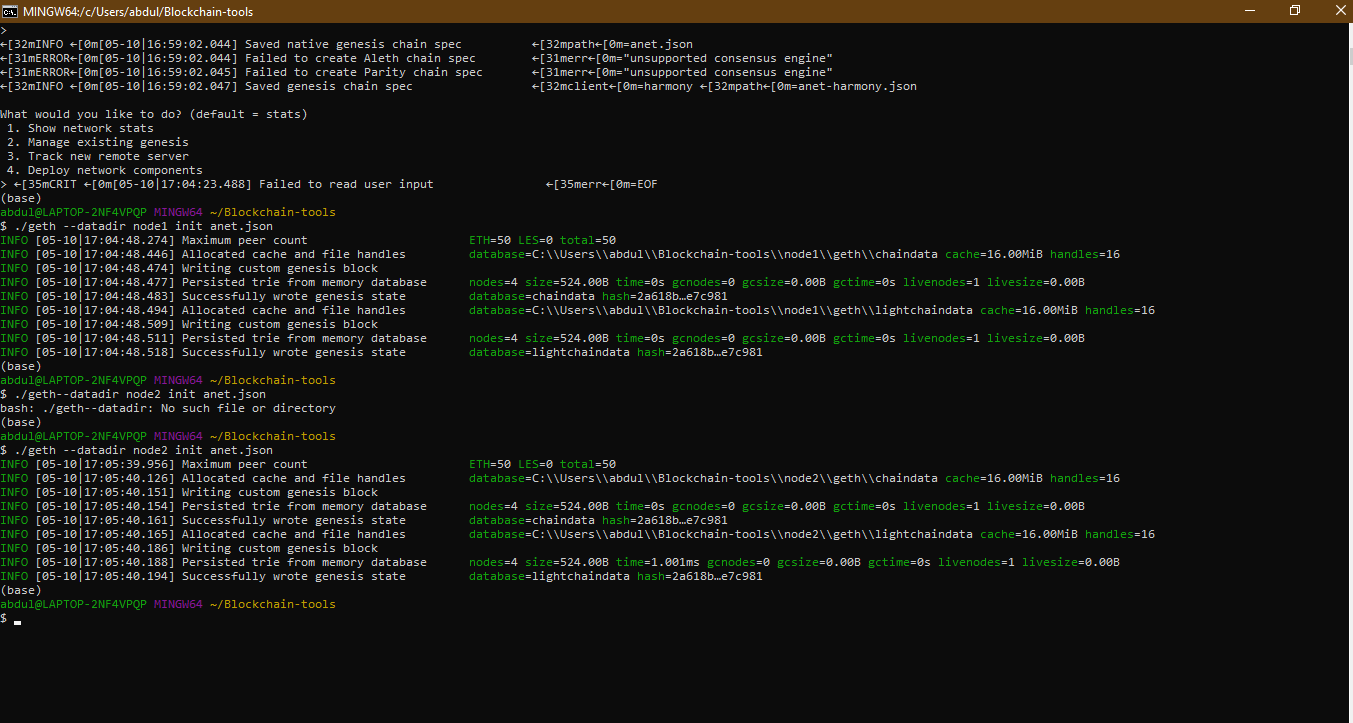 MINGW64:/c/Users/abdul/Blockchain-tools
>
←[32mINFO ←[0m[05-10|16:59:02.044] Saved native genesis chain spec ←[32mpath←[0m=anet.json
←[31mERROR←[0m[05-10|16:59:02.044] Failed to create Aleth chain spec ←[31merr←[0m="unsupported consensus engine"
←[31mERROR←[0m[05-10|16:59:02.045] Failed to create Parity chain spec ←[31merr←[0m="unsupported consensus engine"
←[32mINFO ←[0m[05-10|16:59:02.047] Saved genesis chain spec ←[32mclient←[0m=harmony ←[32mpath←[0m=anet-harmony.json
What would you like to do? (default = stats)
1. Show network stats
2. Manage existing genesis
3. Track new remote server
4. Deploy network components
> ←[35mCRIT ←[0m[05-10|17:04:23.488] Failed to read user input ←[35merr←[0m=EOF
(base)
abdul@LAPTOP-2NF4VPQP MINGW64 ~/Blockchain-tools
$ ./geth --datadir node1 init anet.json
INFO [05-10|17:04:48.274] Maximum peer count ETH=50 LES=0 total=50
INFO [05-10|17:04:48.446] Allocated cache and file handles database=C:\\Users\\abdul\\Blockchain-tools\\node1\\geth\\chaindata cache=16.00MiB handles=16
INFO [05-10|17:04:48.474] Writing custom genesis block
INFO [05-10|17:04:48.477] Persisted trie from memory database nodes=4 size=524.00B time=0s gcnodes=0 gcsize=0.00B gctime=0s livenodes=1 livesize=0.00B
INFO [05-10|17:04:48.483] Successfully wrote genesis state database=chaindata hash=2a618b…e7c981
INFO [05-10|17:04:48.494] Allocated cache and file handles database=C:\\Users\\abdul\\Blockchain-tools\\node1\\geth\\lightchaindata cache=16.00MiB handles=16
INFO [05-10|17:04:48.509] Writing custom genesis block
INFO [05-10|17:04:48.511] Persisted trie from memory database nodes=4 size=524.00B time=0s gcnodes=0 gcsize=0.00B gctime=0s livenodes=1 livesize=0.00B
INFO [05-10|17:04:48.518] Successfully wrote genesis state database=lightchaindata hash=2a618b…e7c981
(base)
abdul@LAPTOP-2NF4VPQP MINGW64 ~/Blockchain-tools
$ ./geth--datadir node2 init anet.json
bash: ./geth--datadir: No such file or directory
(base)
abdul@LAPTOP-2NF4VPQP MINGW64 ~/Blockchain-tools
$ ./geth --datadir node2 init anet.json
INFO [05-10|17:05:39.956] Maximum peer count ETH=50 LES=0 total=50
INFO [05-10|17:05:40.126] Allocated cache and file handles database=C:\\Users\\abdul\\Blockchain-tools\\node2\\geth\\chaindata cache=16.00MiB handles=16
INFO [05-10|17:05:40.151] Writing custom genesis block
INFO [05-10|17:05:40.154] Persisted trie from memory database nodes=4 size=524.00B time=0s gcnodes=0 gcsize=0.00B gctime=0s livenodes=1 livesize=0.00B
INFO [05-10|17:05:40.161] Successfully wrote genesis state database=chaindata hash=2a618b…e7c981
INFO [05-10|17:05:40.165] Allocated cache and file handles database=C:\\Users\\abdul\\Blockchain-tools\\node2\\geth\\lightchaindata cache=16.00MiB handles=16
INFO [05-10|17:05:40.186] Writing custom genesis block
INFO [05-10|17:05:40.188] Persisted trie from memory database nodes=4 size=524.00B time=1.001ms gcnodes=0 gcsize=0.00B gctime=0s livenodes=1 livesize=0.00B
INFO [05-10|17:05:40.194] Successfully wrote genesis state database=lightchaindata hash=2a618b…e7c981
(base)
abdul@LAPTOP-2NF4VPQP MINGW64 ~/Blockchain-tools
$